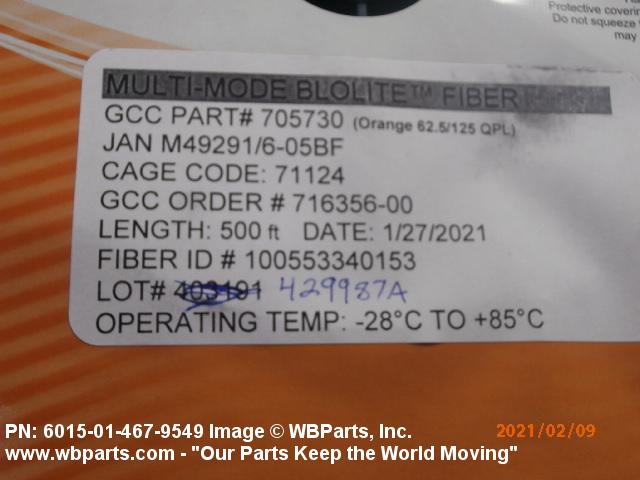 Protective coverin
Do not squeeze
may
MULTI-MODE BLOLITE™ FIBER
GCC PART# 705730 (Orange 62.5/125 QPL)
JAN M49291/6-05BF
CAGE CODE: 71124
GCC ORDER # 716356-00
LENGTH: 500 ft DATE: 1/27/2021
FIBER ID # 100553340153
LOT# 403191 429987A
OPERATING TEMP: -28°C TO +85°C
PN: 6015-01-467-9549 Image © WBParts, Inc. 2021/02/09
www.wbparts.com - "Our Parts Keep the World Moving"